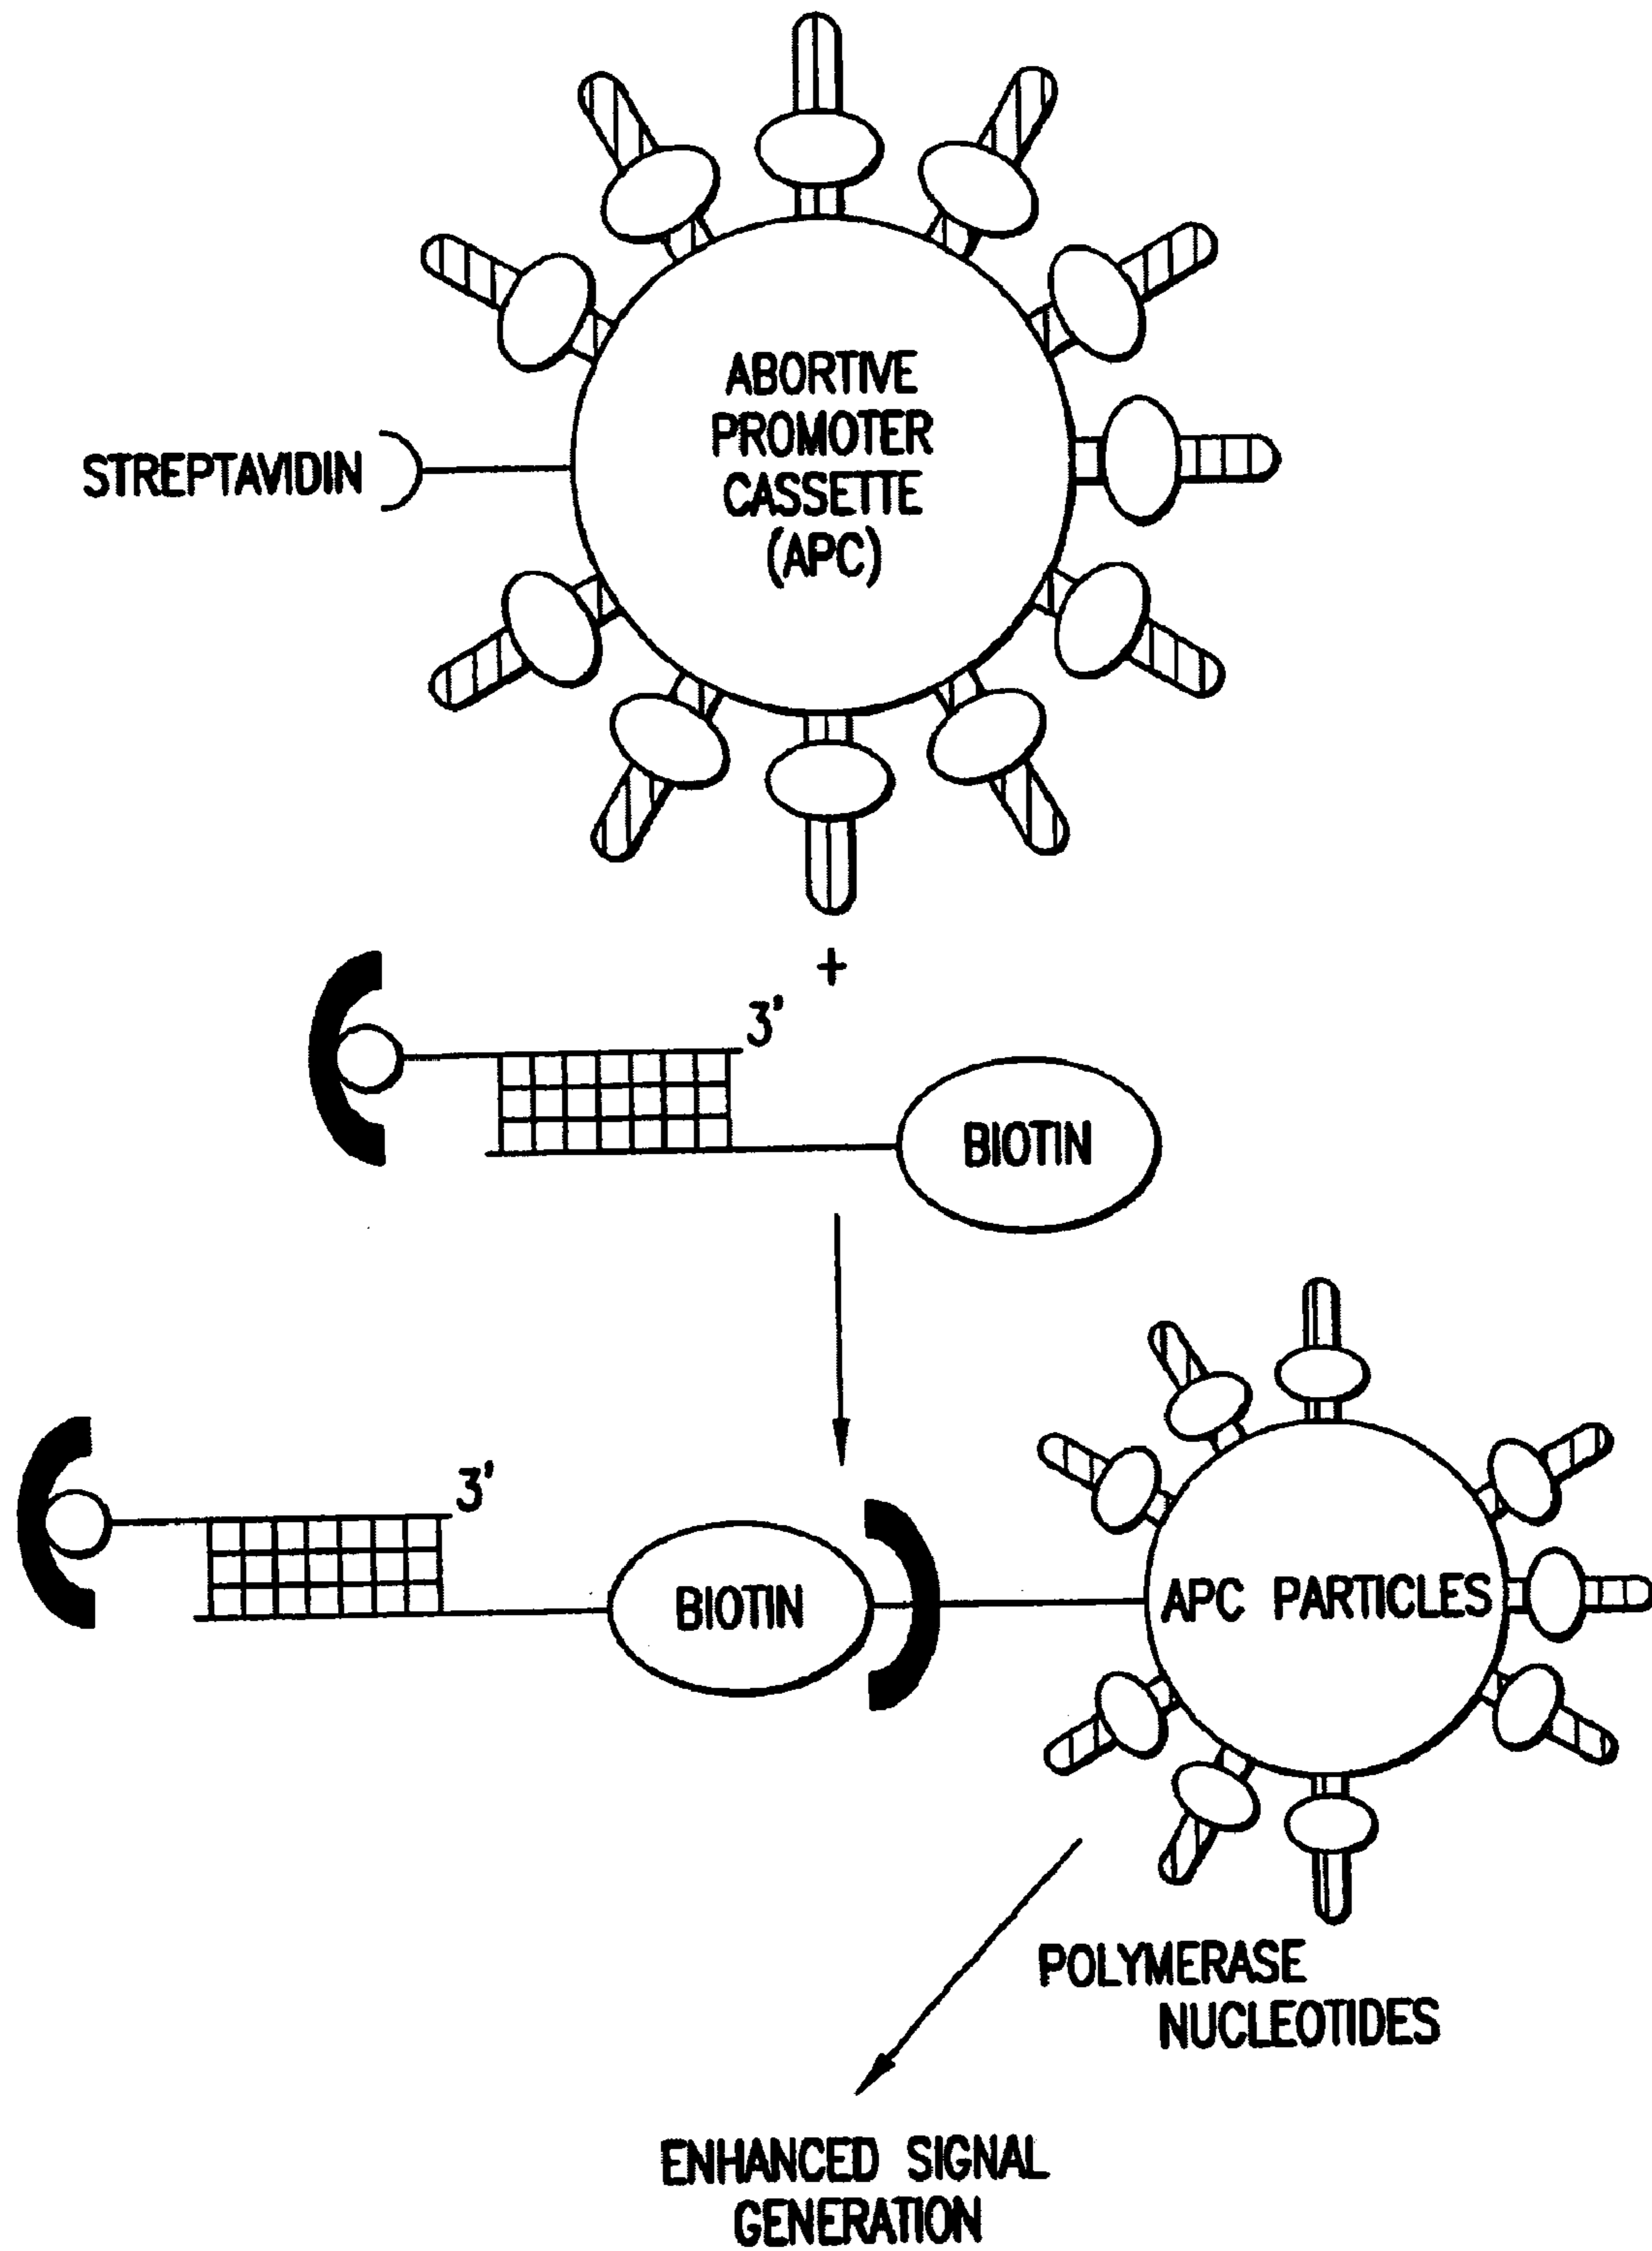 ABORTIVE
PROMOTER
CASSETTE
(APC)
STREPTAVIDIN
+
3'
BIOTIN
3'
BIOTIN
APC PARTICLES
POLYMERASE
NUCLEOTIDES
ENHANCED SIGNAL
GENERATION